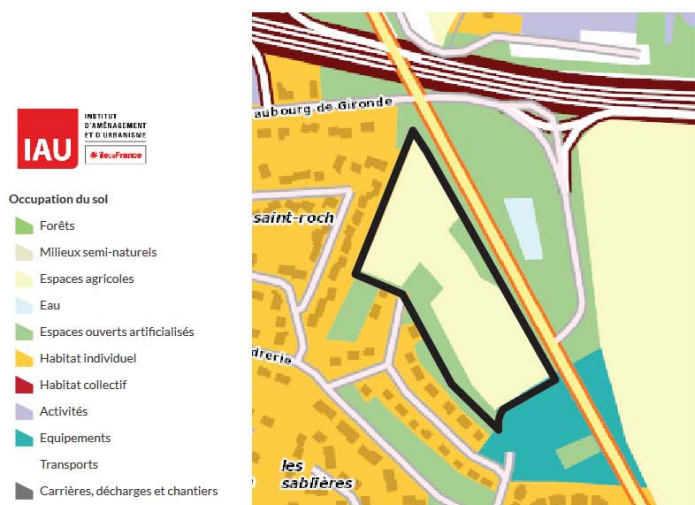 INSTITUT
D'AMÉNAGEMENT
ET D'URBANISME
IAU
îledeFrance
Occupation du sol
Forêts
Milieux semi-naturels
Espaces agricoles
Eau
Espaces ouverts artificialisés
Habitat individuel
Habitat collectif
Activités
Equipements
Transports
Carrières, décharges et chantiers
aubourg de Gironde
saint-roch
drerie
les
sablières